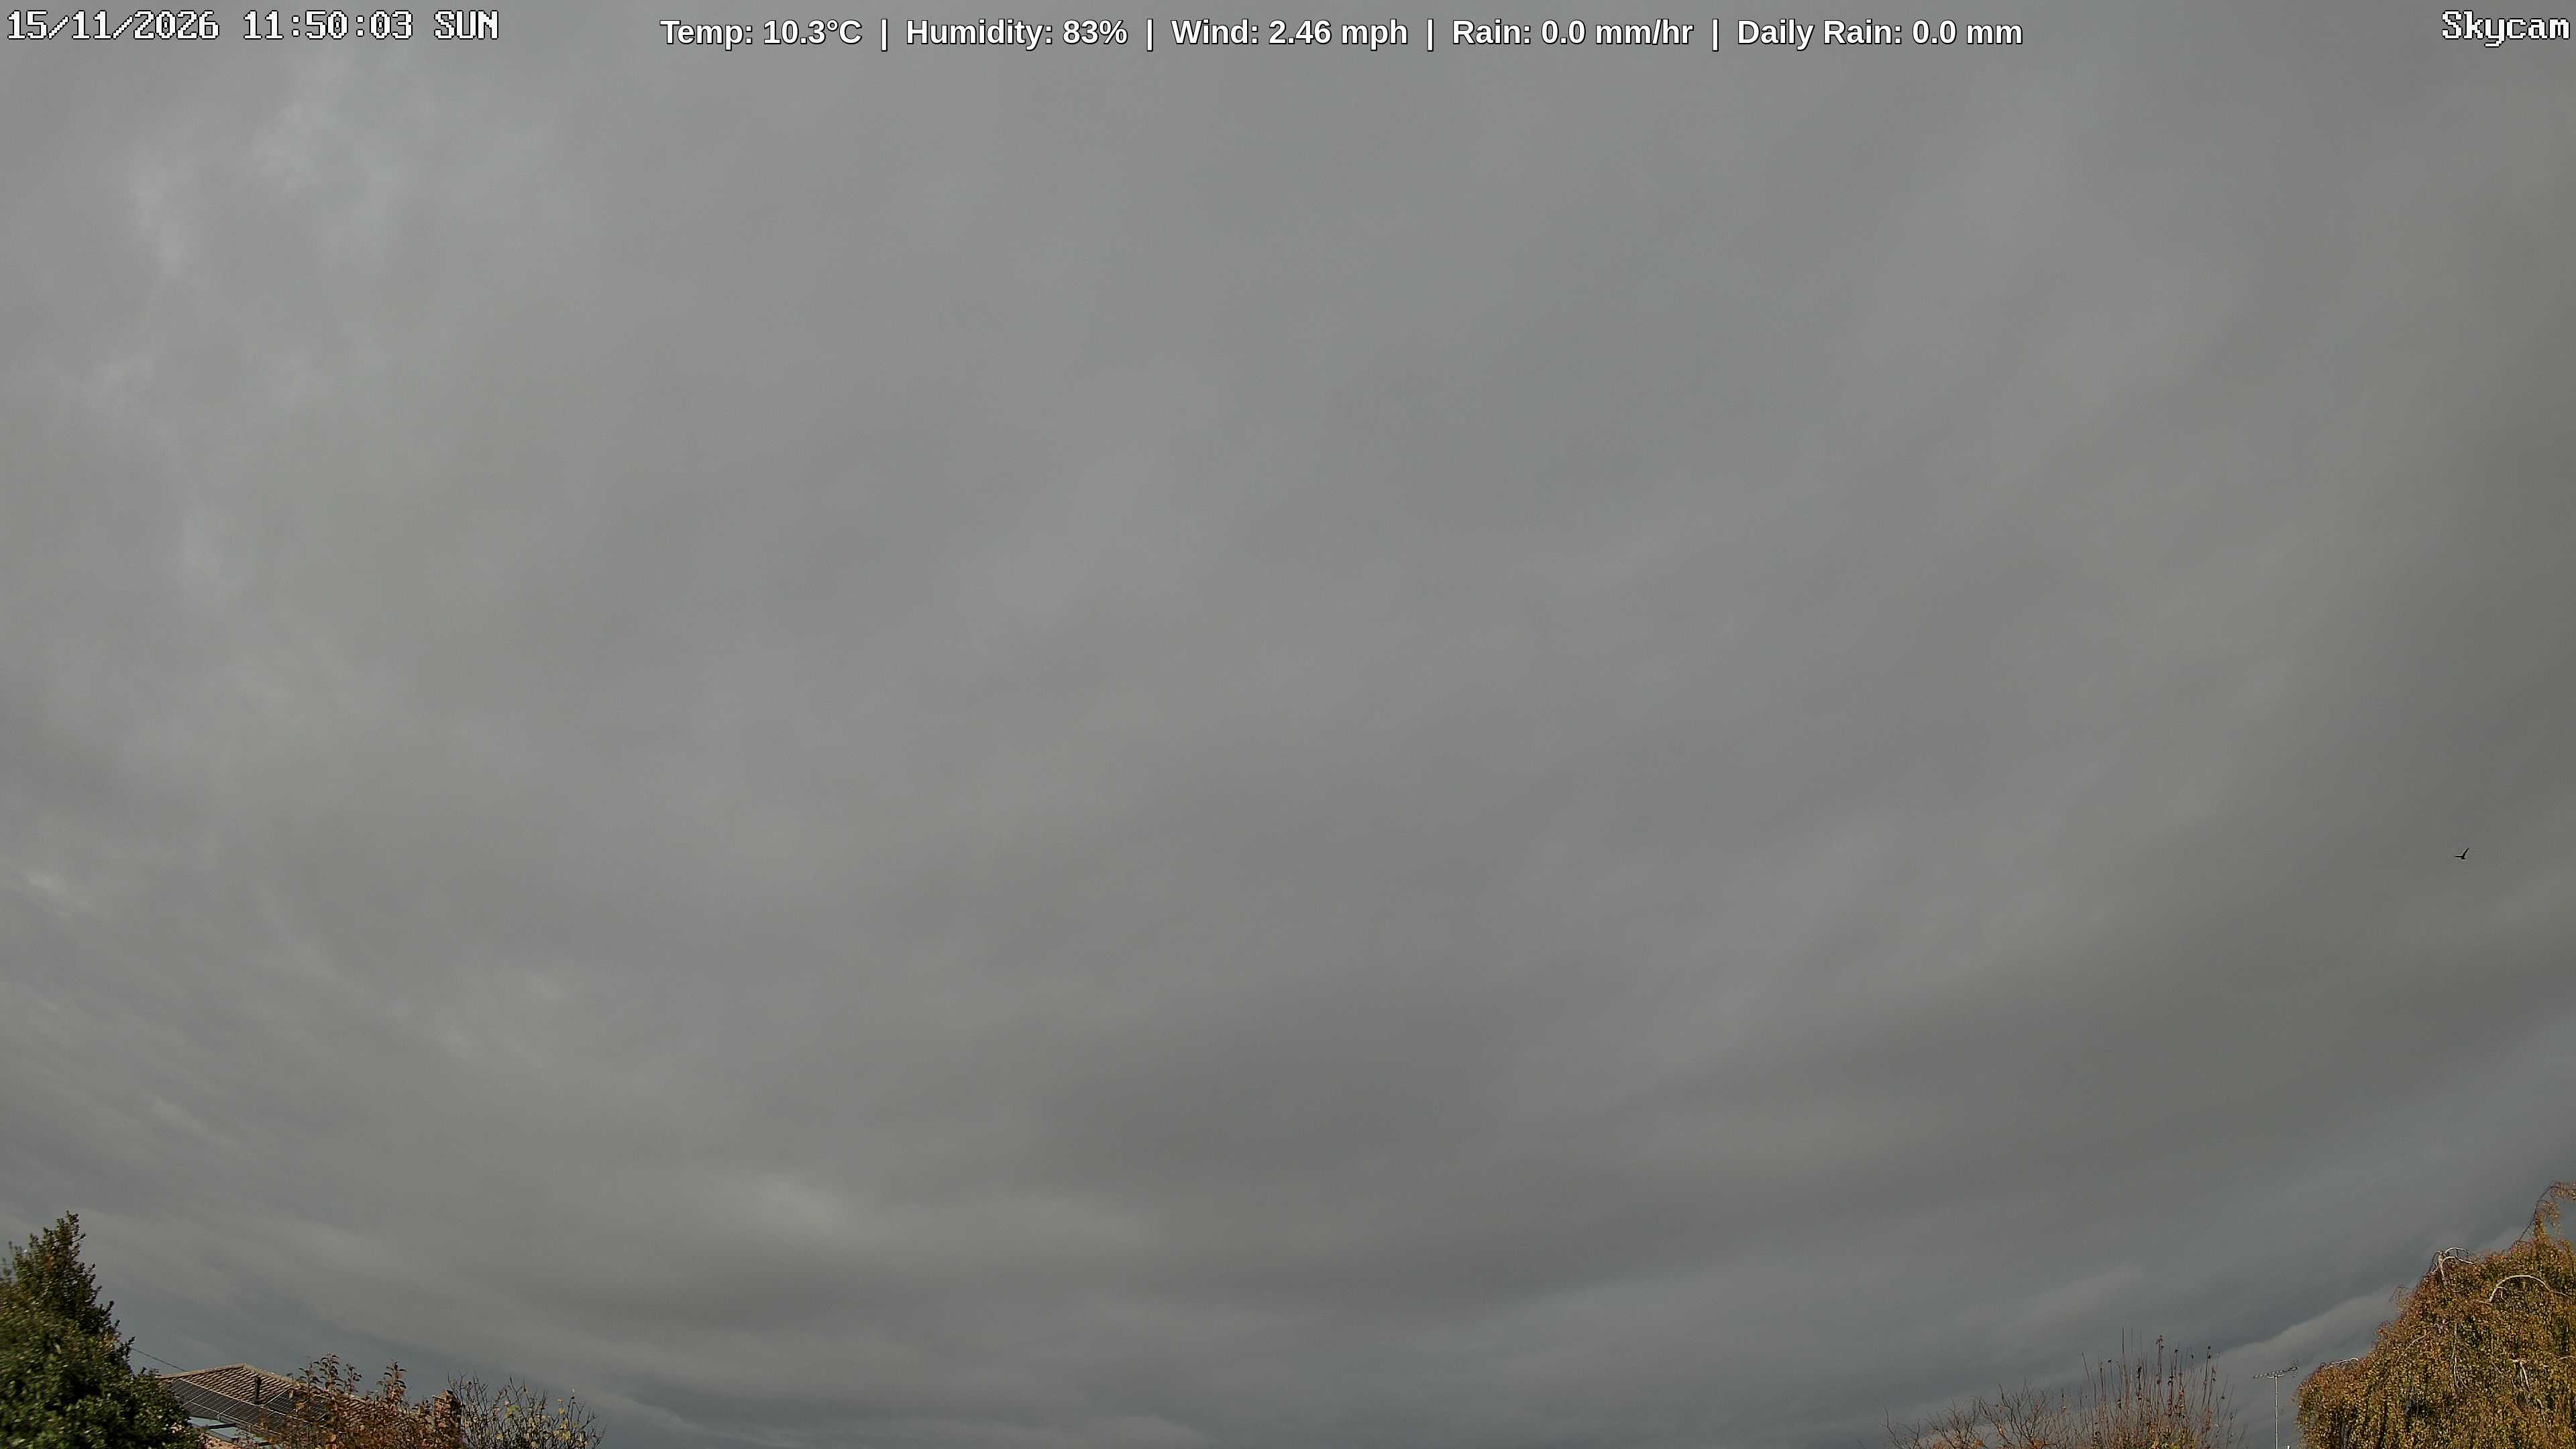 15/11/2026 11:50:03 SUN
Temp: 10.3°C | Humidity: 83% | Wind: 2.46 mph | Rain: 0.0 mm/hr | Daily Rain: 0.0 mm
Skycam